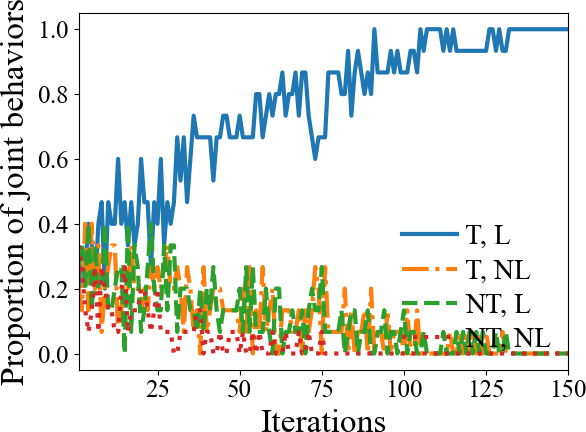 Proportion of joint behaviors
1.0
0.8
0.6
0.4
0.2
0.0
T, L
T, NL
NT, L
NT, NL
25
50
75
100
125
150
Iterations